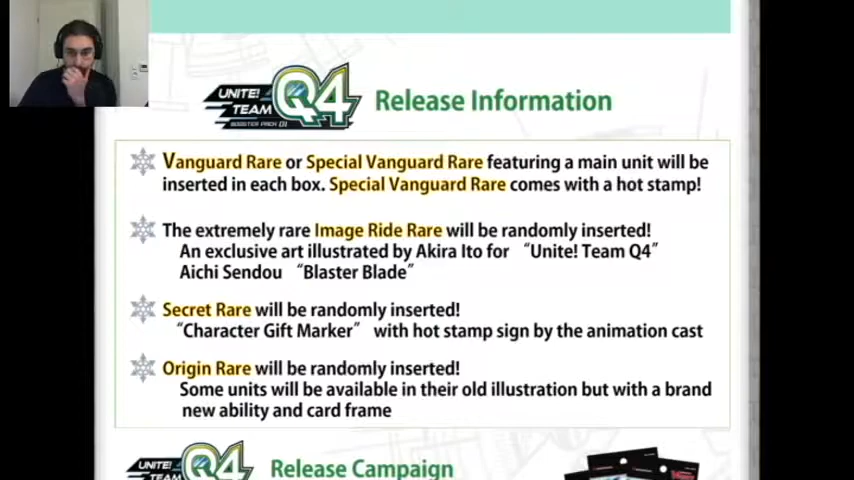 UNITE!
TEAM
Q4
BOOSTER PACK 01
Release Information
Vanguard Rare or Special Vanguard Rare featuring a main unit will be
inserted in each box. Special Vanguard Rare comes with a hot stamp!
The extremely rare Image Ride Rare will be randomly inserted!
An exclusive art illustrated by Akira Ito for “Unite! Team Q4”
Aichi Sendou “Blaster Blade”
Secret Rare will be randomly inserted!
“Character Gift Marker” with hot stamp sign by the animation cast
Origin Rare will be randomly inserted!
Some units will be available in their old illustration but with a brand
new ability and card frame
UNITE!
TEAM
Q4
Release Campaign